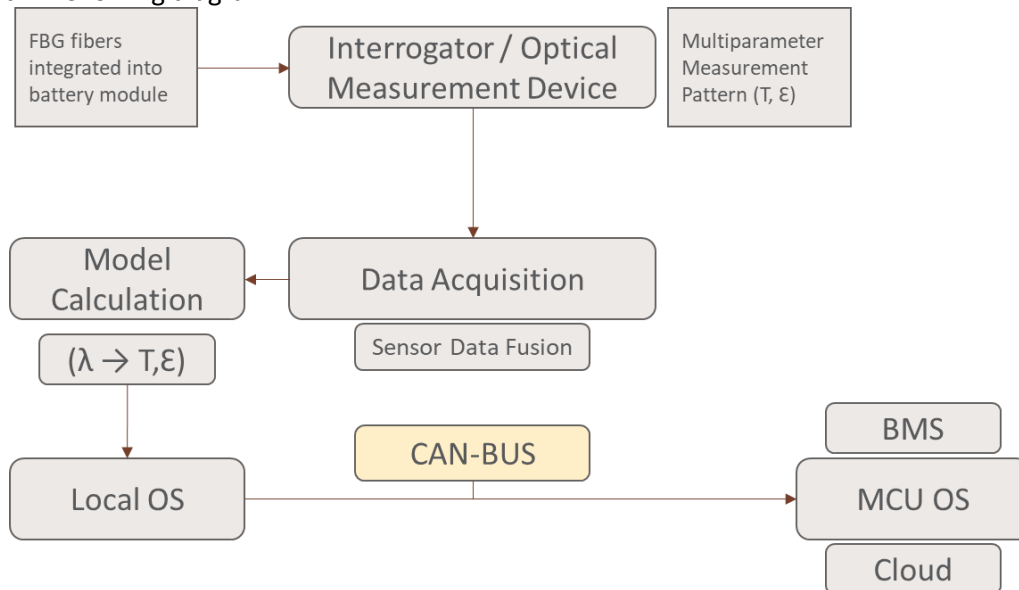 FBG fibers
integrated into
battery module
Interrogator / Optical
Measurement Device
Multiparameter
Measurement
Pattern (T, Ɛ)
Model
Calculation
Data Acquisition
Sensor Data Fusion
(λ → T,Ɛ)
CAN-BUS
BMS
Local OS
MCU OS
Cloud